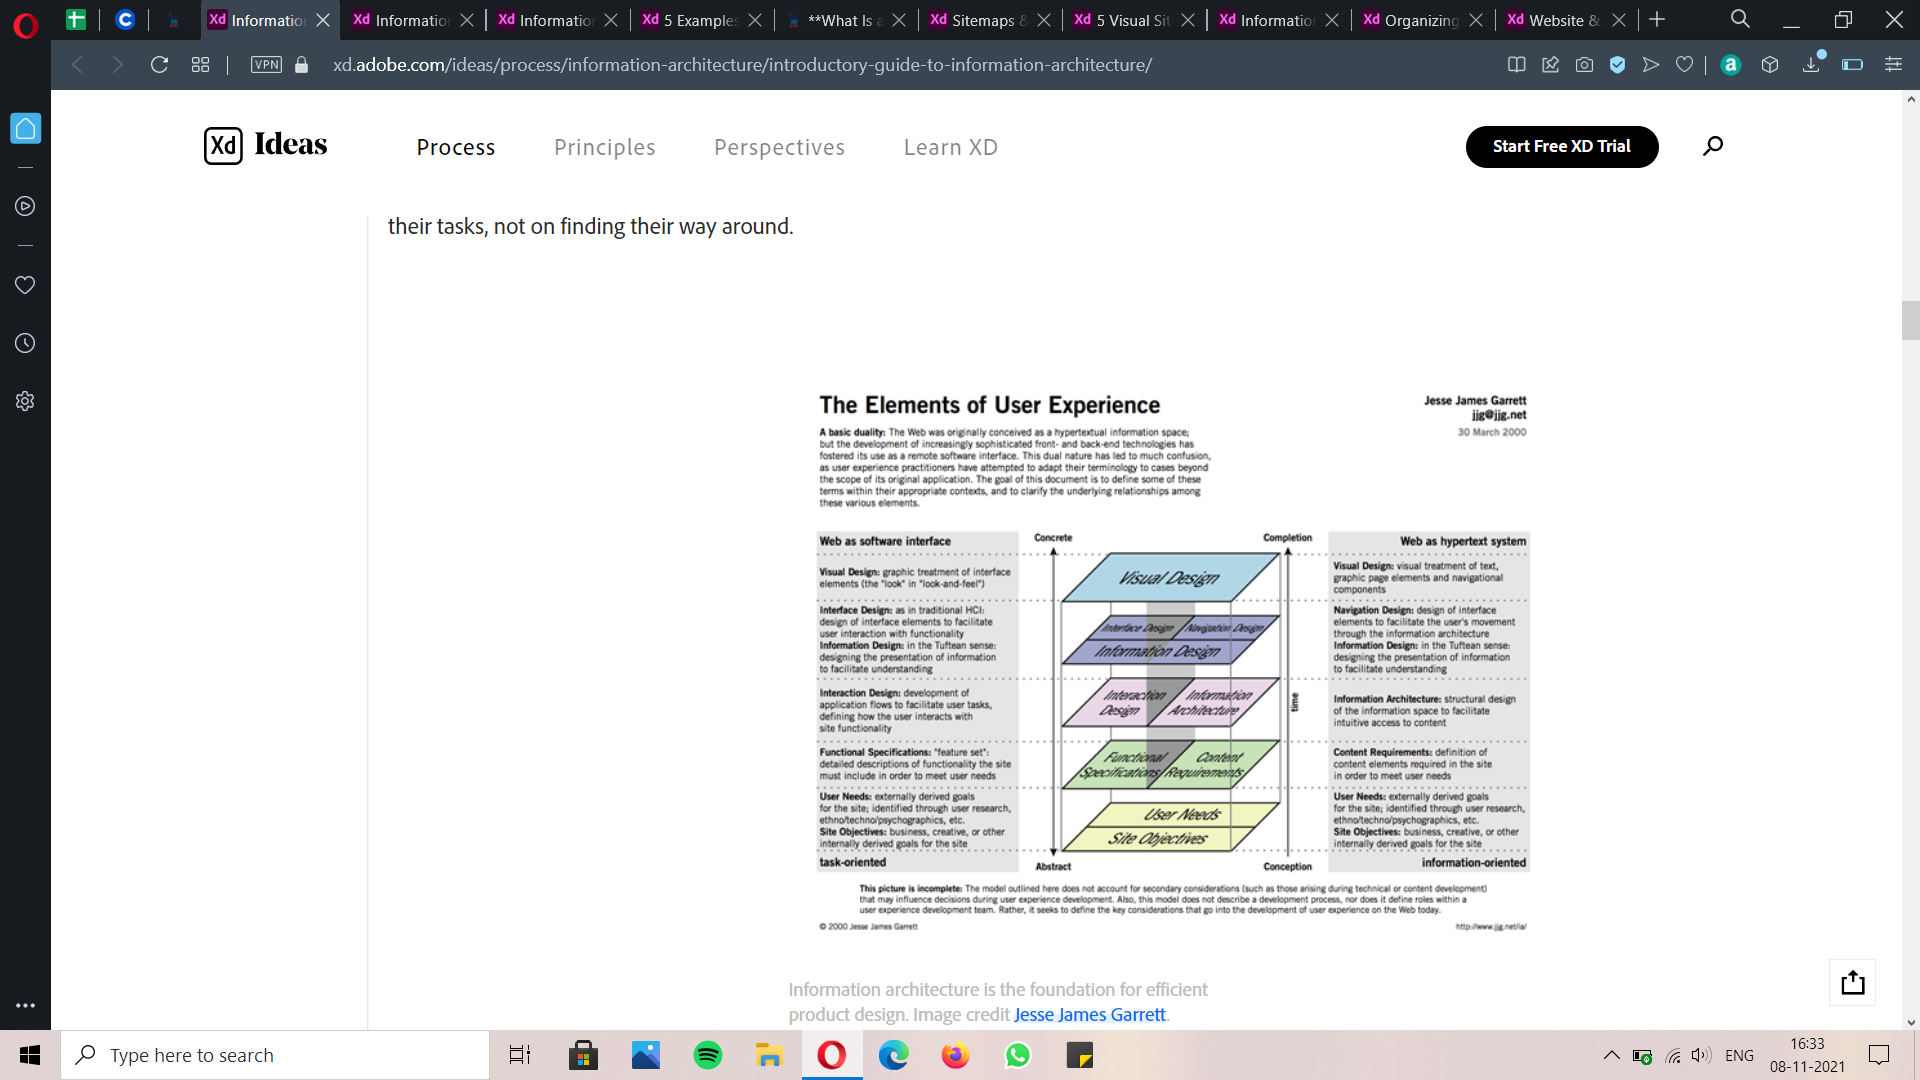 Informatio
Informatio
Informatio
5 Examples
**What Is a
Sitemaps &
5 Visual Sit
Informatio
Organizing
Website &
VPN
xd.adobe.com/ideas/process/information-architecture/introductory-guide-to-information-architecture/
Xd Ideas
Process
Principles
Perspectives
Learn XD
Start Free XD Trial
their tasks, not on finding their way around.
The Elements of User Experience
Jesse James Garrett
jjg@jjg.net
30 March 2000
A basic duality: The Web was originally conceived as a hypertextual information space;
but the development of increasingly sophisticated front- and back-end technologies has
fostered its use as a remote software interface. This dual nature has led to much confusion,
as user experience practitioners have attempted to adapt their terminology to cases beyond
the scope of its original application. The goal of this document is to define some of these
terms within their appropriate contexts, and to clarify the underlying relationships among
these various elements.
Web as software interface
Visual Design: graphic treatment of interface
elements (the "look" in "look-and-feel")
Interface Design: as in traditional HCI:
design of interface elements to facilitate
user interaction with functionality
Information Design: in the Tuftean sense:
designing the presentation of information
to facilitate understanding
Interaction Design: development of
application flows to facilitate user tasks,
defining how the user interacts with
site functionality
Functional Specifications: "feature set":
detailed descriptions of functionality the site
must include in order to meet user needs
User Needs: externally derived goals
for the site; identified through user research,
ethno/techno/psychographics, etc.
Site Objectives: business, creative, or other
internally derived goals for the site
task-oriented
Concrete
Completion
Visual Design
Interface Design
Navigation Design
Information Design
Interaction
Design
Information
Architecture
time
Functional
Specifications
Content
Requirements
User Needs
Site Objectives
Abstract
Conception
Web as hypertext system
Visual Design: visual treatment of text,
graphic page elements and navigational
components
Navigation Design: design of interface
elements to facilitate the user's movement
through the information architecture
Information Design: in the Tuftean sense:
designing the presentation of information
to facilitate understanding
Information Architecture: structural design
of the information space to facilitate
intuitive access to content
Content Requirements: definition of
content elements required in the site
in order to meet user needs
User Needs: externally derived goals
for the site; identified through user research,
ethno/techno/psychographics, etc.
Site Objectives: business, creative, or other
internally derived goals for the site
information-oriented
This picture is incomplete: The model outlined here does not account for secondary considerations (such as those arising during technical or content development)
that may influence decisions during user experience development. Also, this model does not describe a development process, nor does it define roles within a
user experience development team. Rather, it seeks to define the key considerations that go into the development of user experience on the Web today.
© 2000 Jesse James Garrett
http://www.jjg.net/ia/
Information architecture is the foundation for efficient
product design. Image credit Jesse James Garrett.
Type here to search
ENG
16:33
08-11-2021